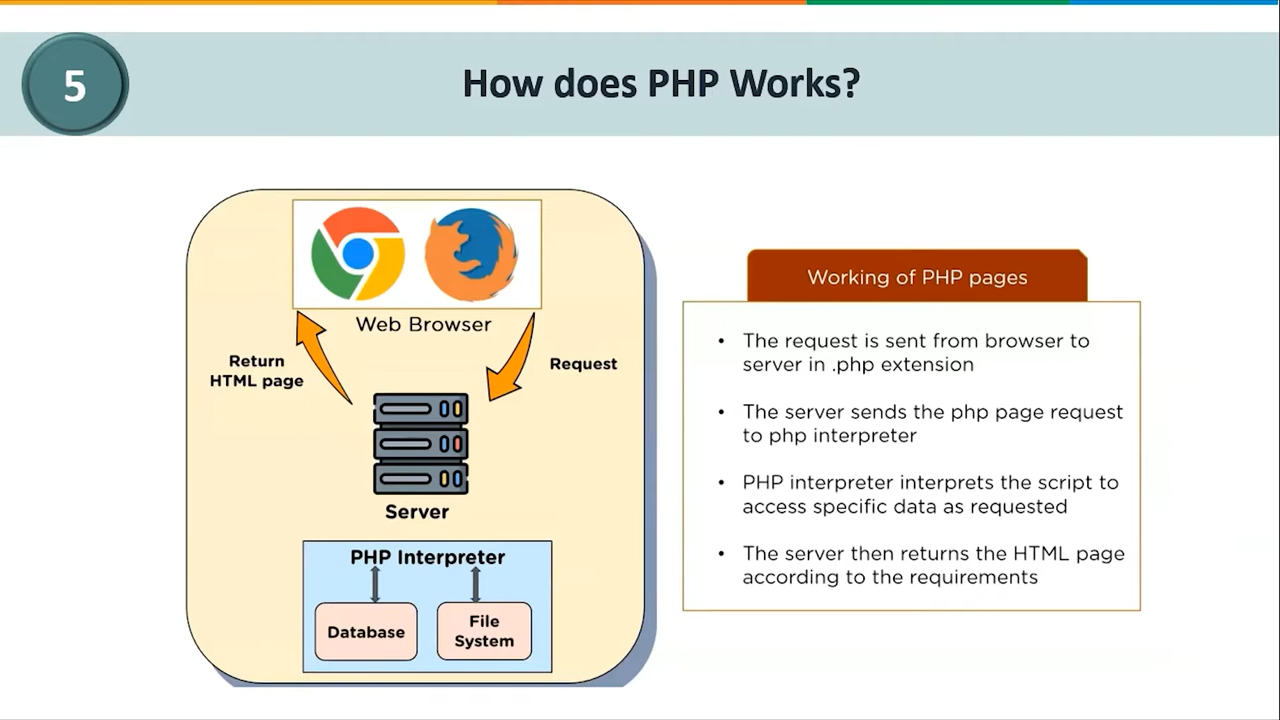 5
How does PHP Works?
Web Browser
Return
HTML page
Request
Server
PHP Interpreter
Database
File
System
Working of PHP pages
• The request is sent from browser to
server in .php extension
• The server sends the php page request
to php interpreter
• PHP interpreter interprets the script to
access specific data as requested
• The server then returns the HTML page
according to the requirements